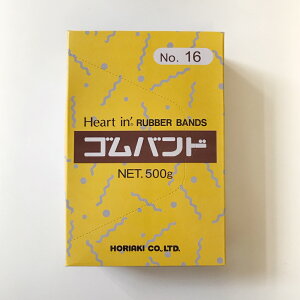 No. 16
Heart in' RUBBER BANDS
ゴムバンド
NET. 500g
HORIAKI CO., LTD.